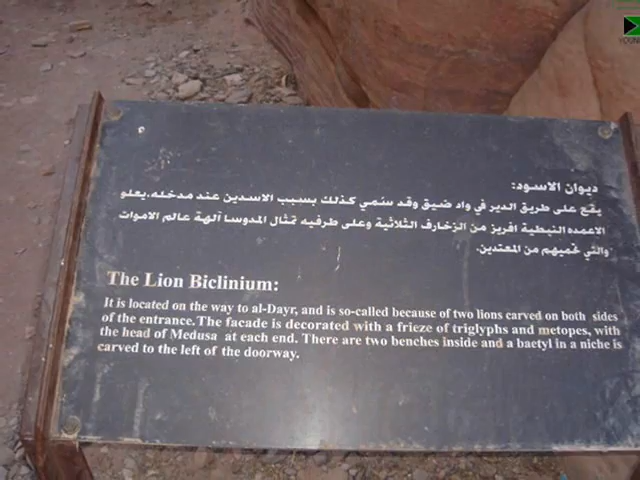 ديوان الاسود:
يقع على طريق الدير في واد ضيق وقد سمي كذلك بسبب الاسدين عند مدخله، يعلو
الاعمده النبطية افريز من الزخارف الثلاثية وعلى طرفيه تمثال المدوسا آلهة عالم الاموات
والتي تحميهم من المعتدين.
The Lion Biclinium:
It is located on the way to al-Dayr, and is so-called because of two lions carved on both sides
of the entrance. The facade is decorated with a frieze of triglyphs and metopes, with
the head of Medusa at each end. There are two benches inside and a baetyl in a niche is
carved to the left of the doorway.